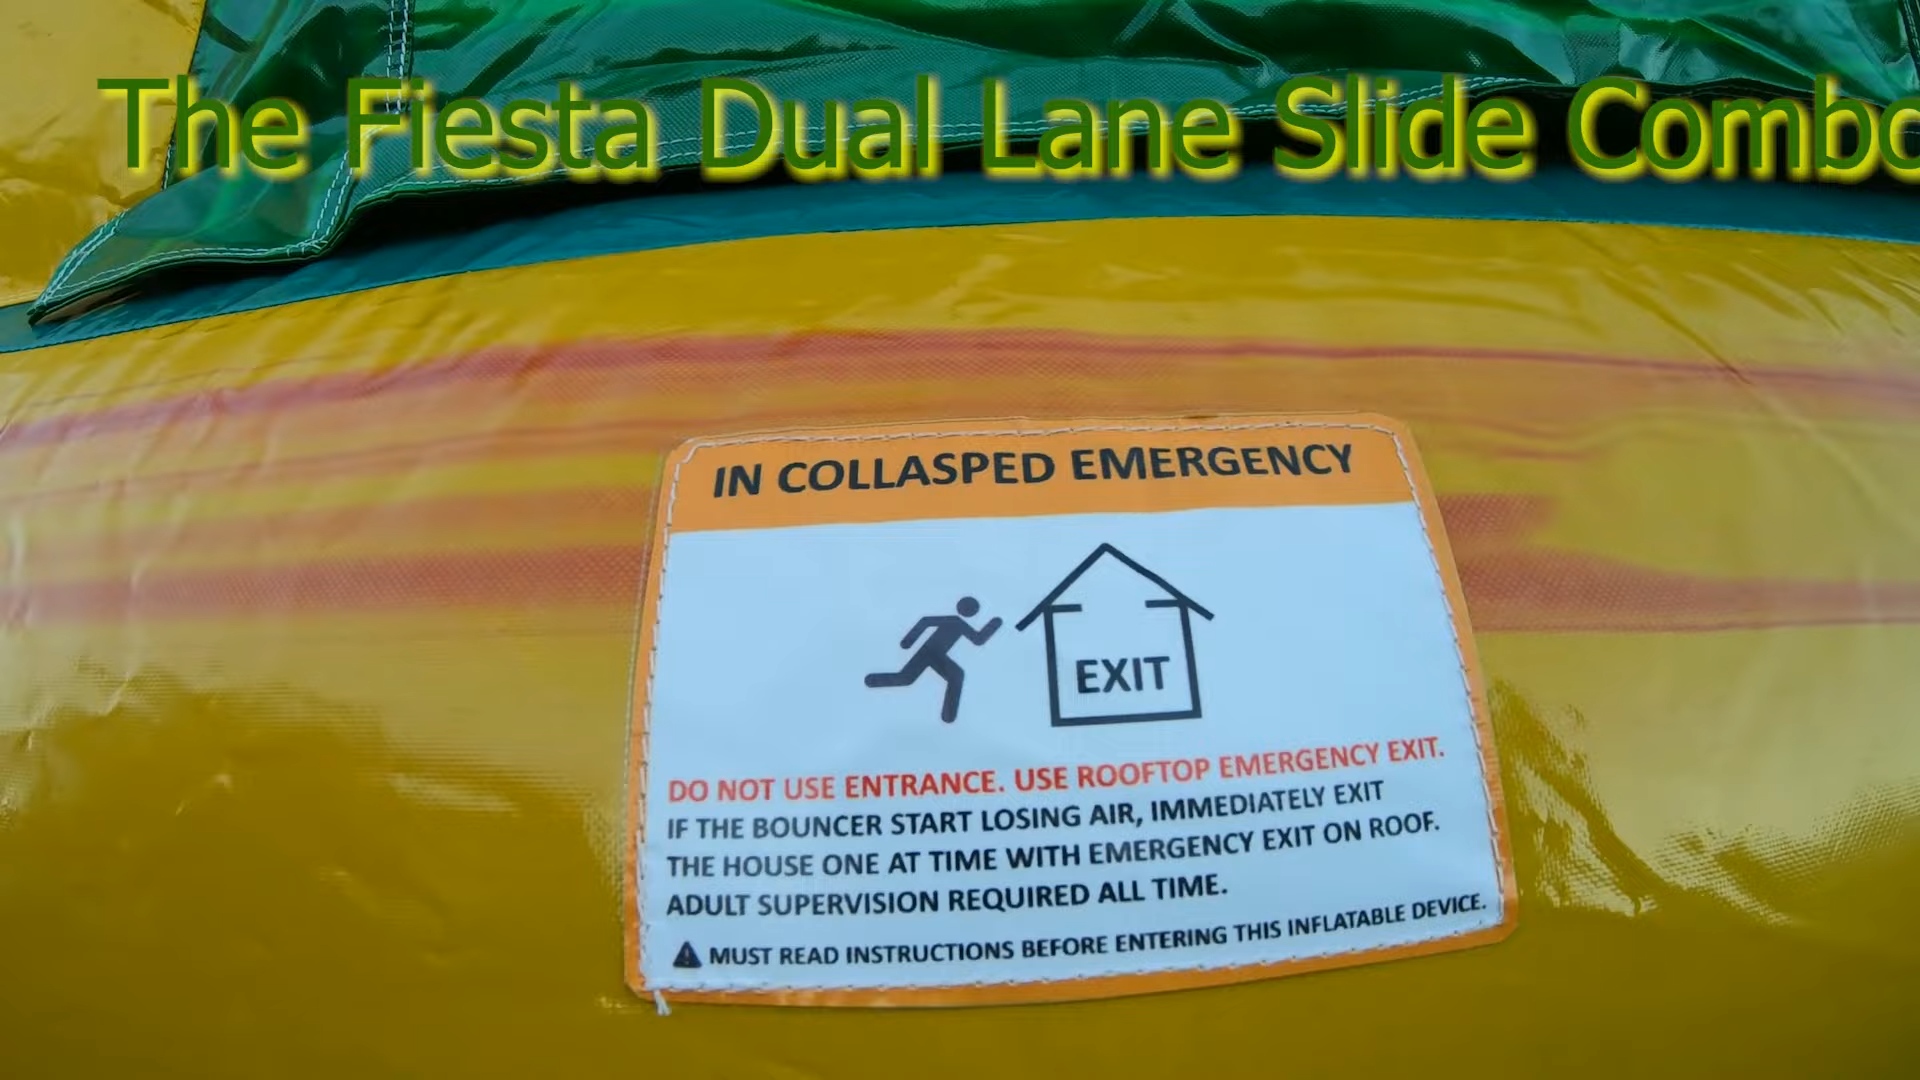 The Fiesta Dual Lane Slide Combo
IN COLLASPED EMERGENCY
EXIT
DO NOT USE ENTRANCE. USE ROOFTOP EMERGENCY EXIT.
IF THE BOUNCER START LOSING AIR, IMMEDIATELY EXIT
THE HOUSE ONE AT TIME WITH EMERGENCY EXIT ON ROOF.
ADULT SUPERVISION REQUIRED ALL TIME.
MUST READ INSTRUCTIONS BEFORE ENTERING THIS INFLATABLE DEVICE.